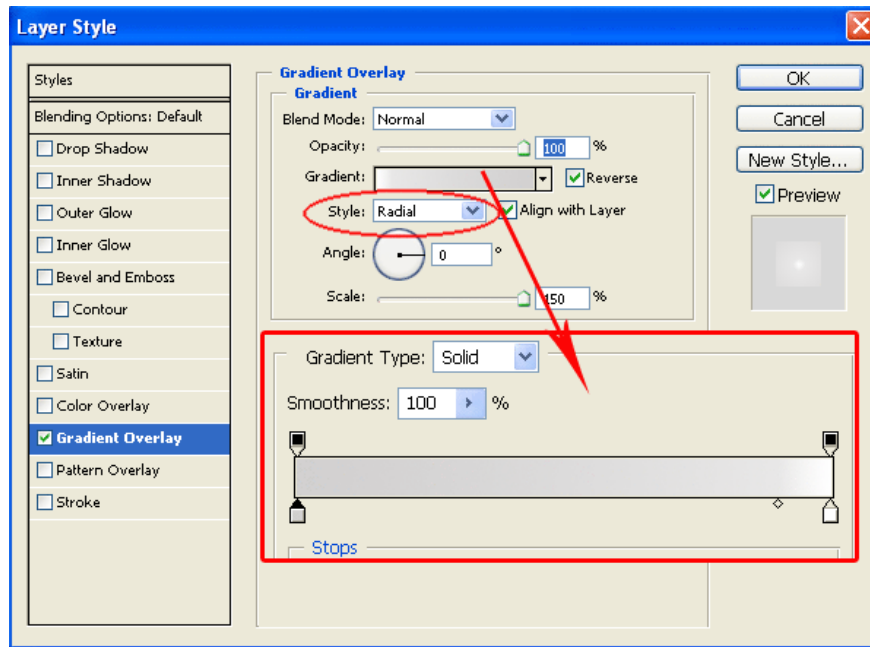 Layer Style
Styles
Blending Options: Default
Drop Shadow
Inner Shadow
Outer Glow
Inner Glow
Bevel and Emboss
Contour
Texture
Satin
Color Overlay
Gradient Overlay
Pattern Overlay
Stroke
Gradient Overlay
Gradient
Blend Mode: Normal
Opacity: 100 %
Gradient: Reverse
Style: Radial Align with Layer
Angle: 0 °
Scale: 150 %
Gradient Type: Solid
Smoothness: 100 %
Stops
OK
Cancel
New Style...
Preview